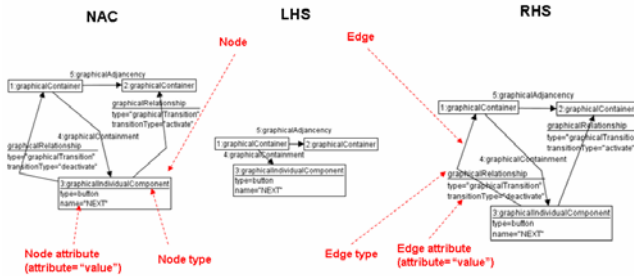 NAC
Node
5:graphicalAdjancency
1:graphicalContainer
2:graphicalContainer
graphicalRelationship
type="graphicalTransition"
transitionType="activate"
4:graphicalContainment
graphicalRelationship
type="graphicalTransition"
transitionType="deactivate"
3:graphicalIndividualComponent
type=button
name="NEXT"
Node attribute
(attribute= “value”)
Node type
LHS
5:graphicalAdjancency
1:graphicalContainer
2:graphicalContainer
4:graphicalContainment
3:graphicalIndividualComponent
type=button
name="NEXT"
RHS
Edge
5:graphicalAdjancency
1:graphicalContainer
2:graphicalContainer
graphicalRelationship
type="graphicalTransition"
transitionType="activate"
4:graphicalContainment
graphicalRelationship
type="graphicalTransition"
transitionType="deactivate"
3:graphicalIndividualComponent
type=button
name="NEXT"
Edge type
Edge attribute
(attribute= “value”)